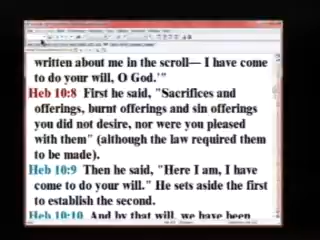 written about me in the scroll— I have come
to do your will, O God.'"
Heb 10:8 First he said, "Sacrifices and
offerings, burnt offerings and sin offerings
you did not desire, nor were you pleased
with them" (although the law required them
to be made).
Heb 10:9 Then he said, "Here I am, I have
come to do your will." He sets aside the first
to establish the second.
Heb 10:10 And by that will, we have been